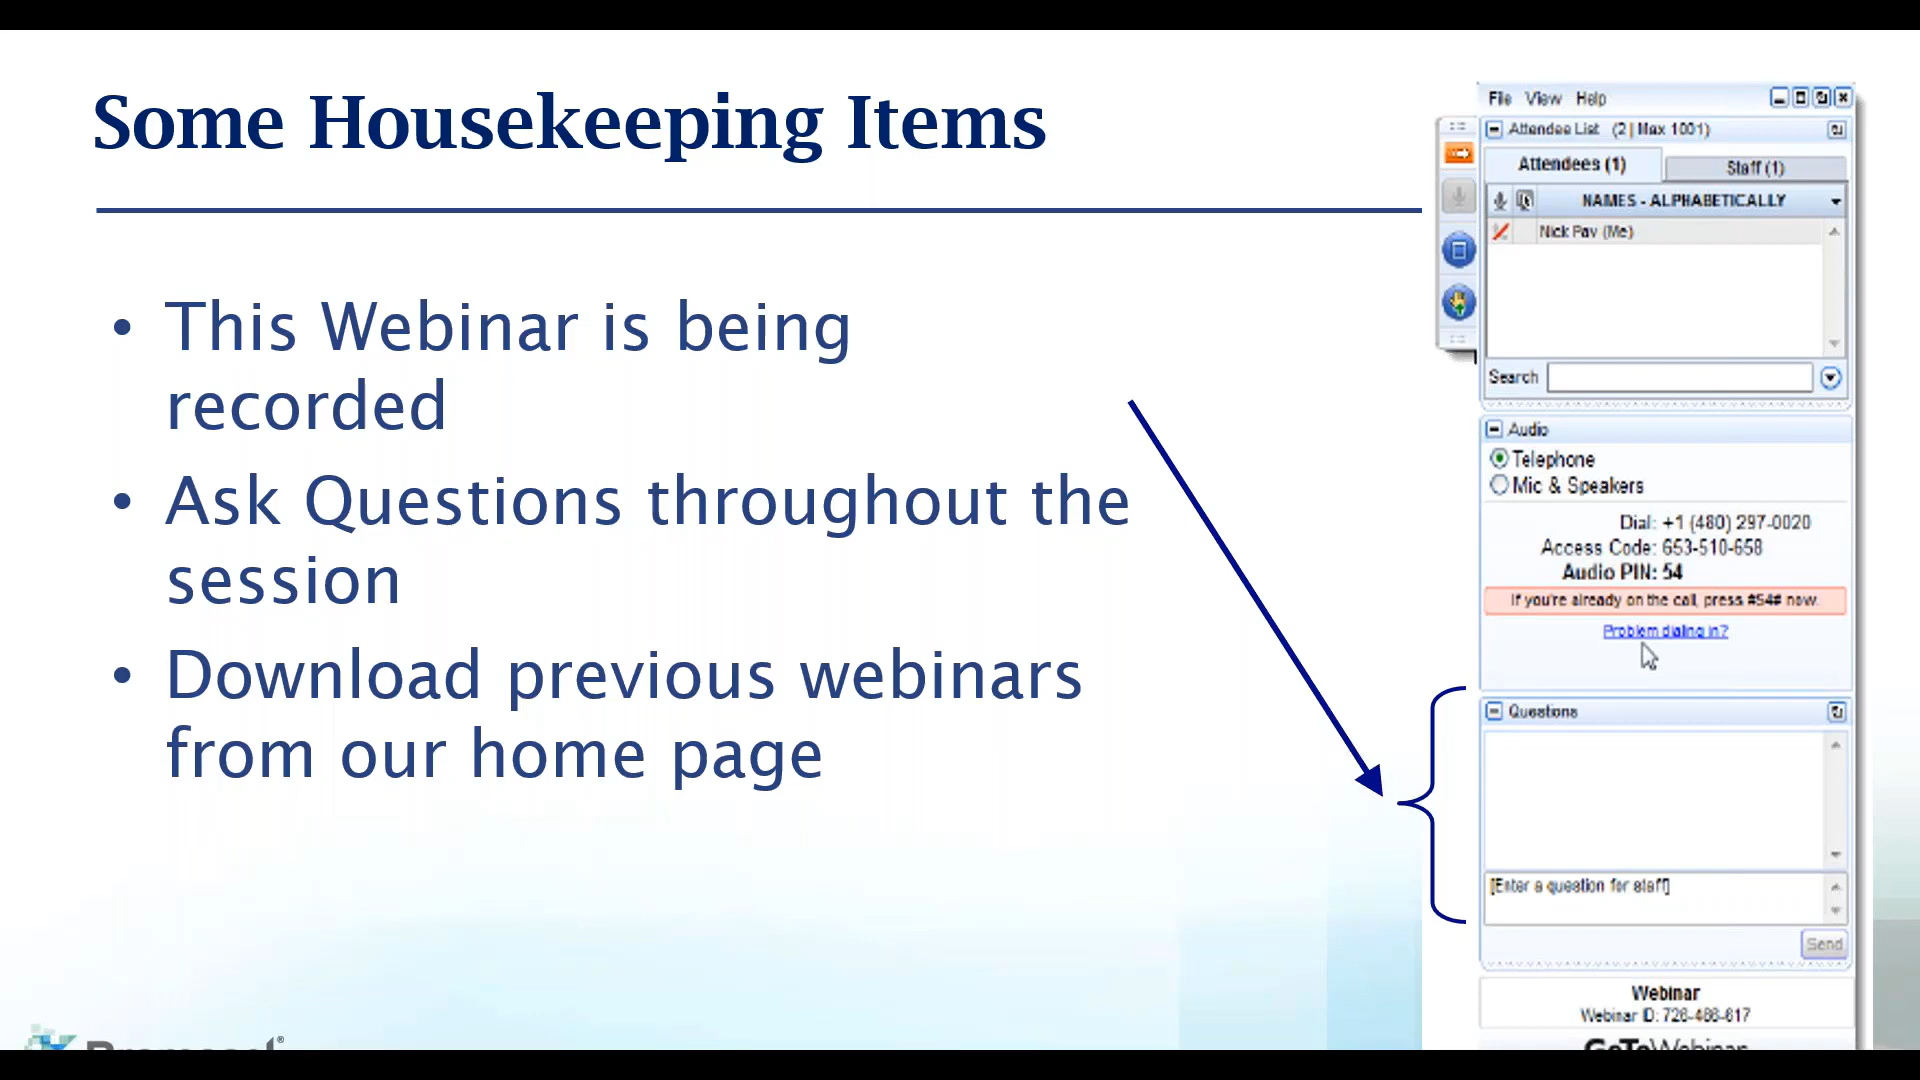 Some Housekeeping Items
• This Webinar is being
recorded
• Ask Questions throughout the
session
• Download previous webinars
from our home page
File View Help
Attendee List (2 | Max 1001)
Attendees (1)
Staff (1)
NAMES - ALPHABETICALLY
Nick Pav (Me)
Search
Audio
Telephone
Mic & Speakers
Dial: +1 (480) 297-0020
Access Code: 653-510-658
Audio PIN: 54
If you're already on the call, press #54# now.
Problem dialing in?
Questions
[Enter a question for staff]
Send
Webinar
Webinar ID: 726-466-617
GoToWebinar